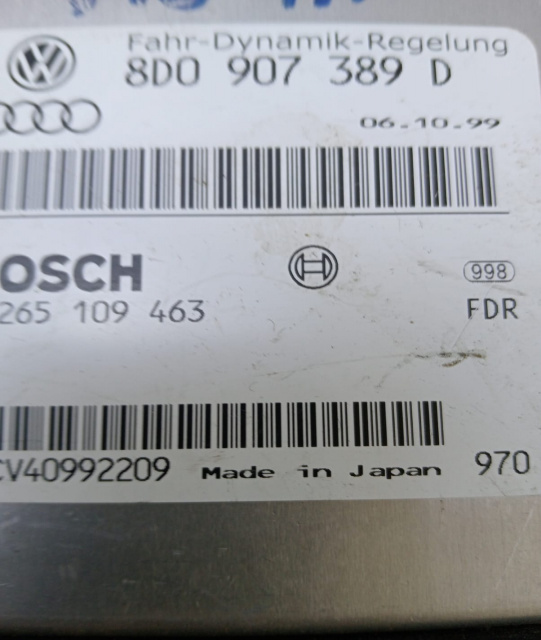 Fahr-Dynamik-Regelung
8D0 907 389 D
06.10.99
OSCH
998
265 109 463
FDR
CV40992209 Made in Japan 970